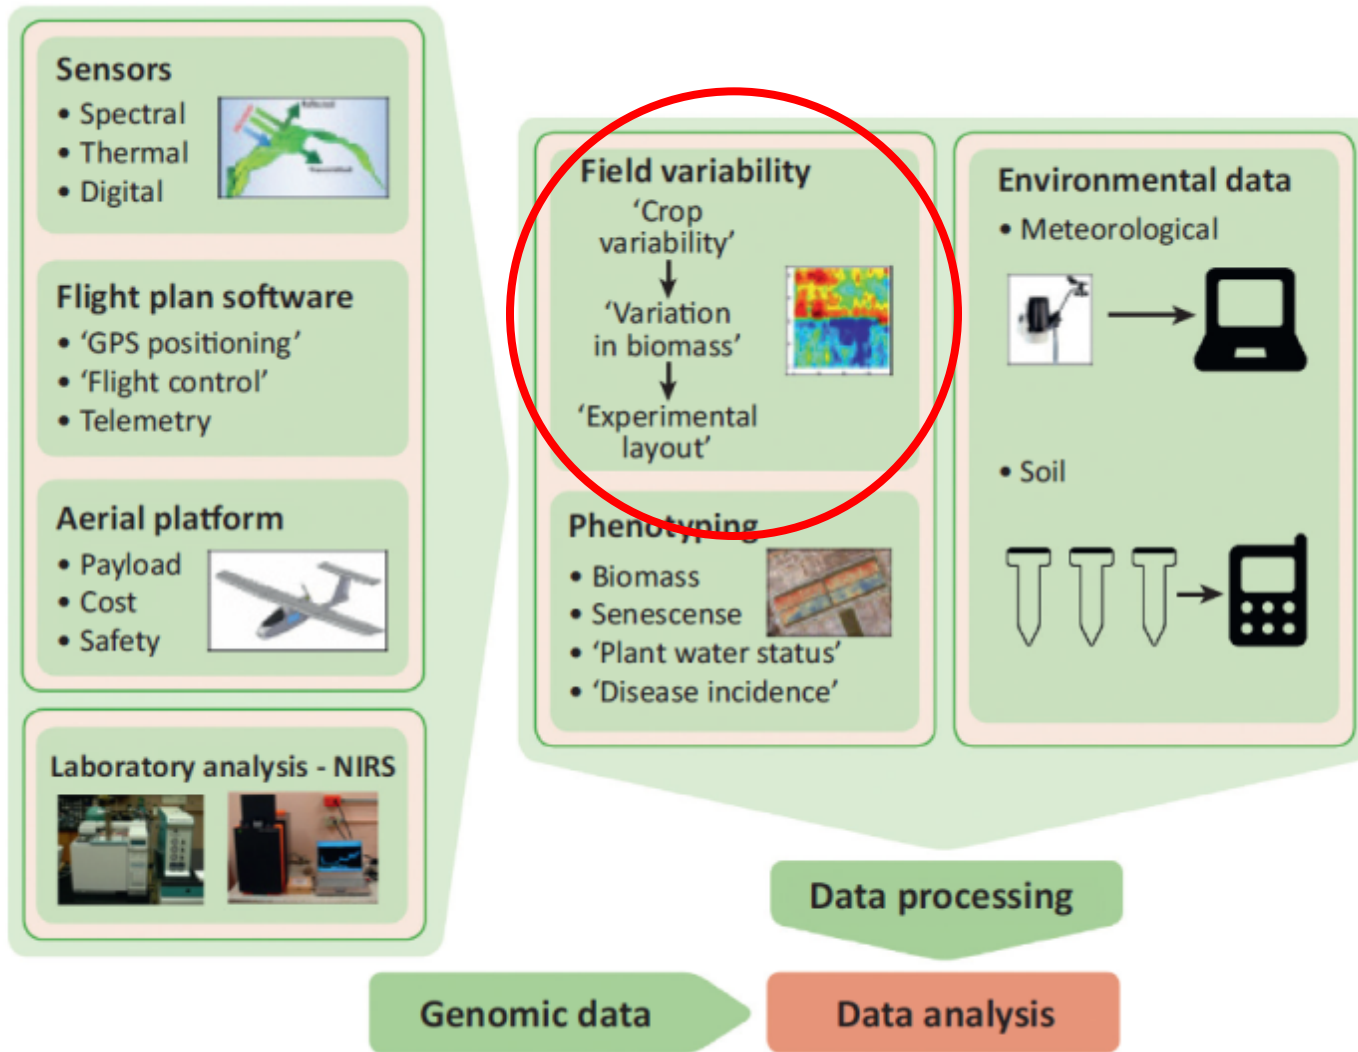 Sensors
• Spectral
• Thermal
• Digital
Reflected
Transmitted
Flight plan software
• ‘GPS positioning’
• ‘Flight control’
• Telemetry
Aerial platform
• Payload
• Cost
• Safety
Laboratory analysis - NIRS
Field variability
‘Crop
variability’
‘Variation
in biomass’
‘Experimental
layout’
Phenotyping
• Biomass
• Senescense
• ‘Plant water status’
• ‘Disease incidence’
Environmental data
• Meteorological
• Soil
Data processing
Genomic data
Data analysis